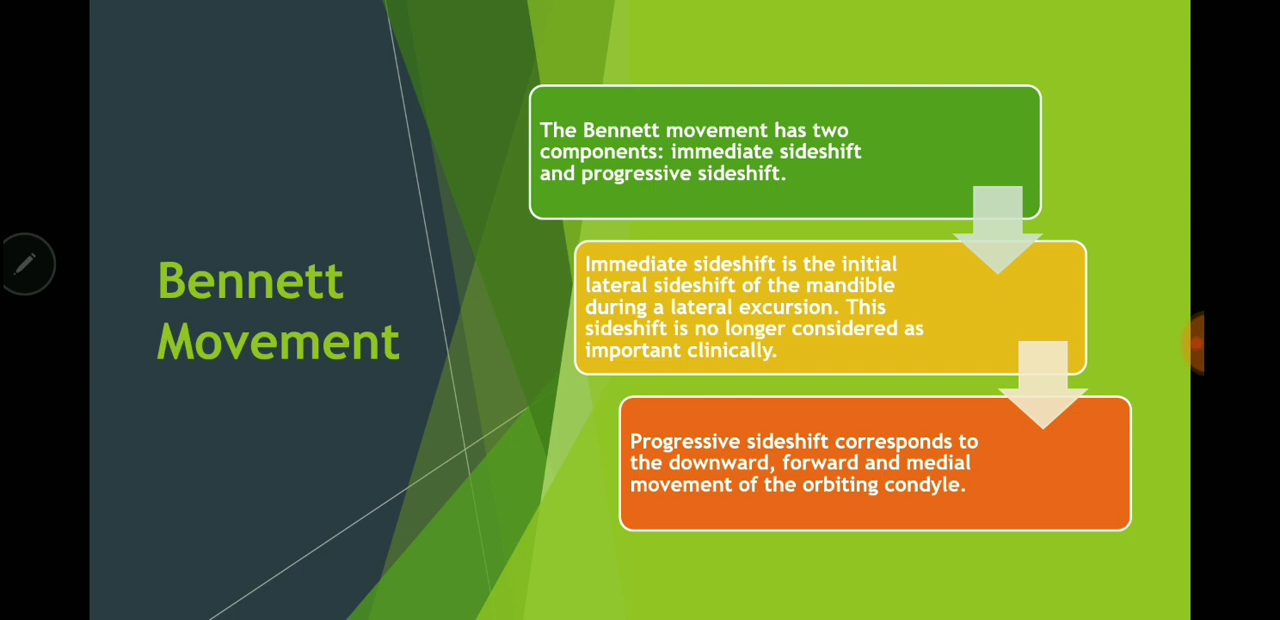 Bennett
Movement
The Bennett movement has two
components: immediate sideshift
and progressive sideshift.
Immediate sideshift is the initial
lateral sideshift of the mandible
during a lateral excursion. This
sideshift is no longer considered as
important clinically.
Progressive sideshift corresponds to
the downward, forward and medial
movement of the orbiting condyle.